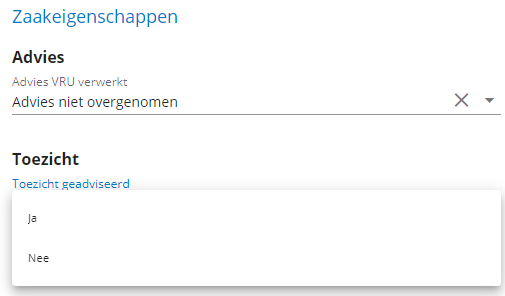 Zaakeigenschappen
Advies
Advies VRU verwerkt
Advies niet overgenomen
Toezicht
Toezicht geadviseerd
Ja
Nee